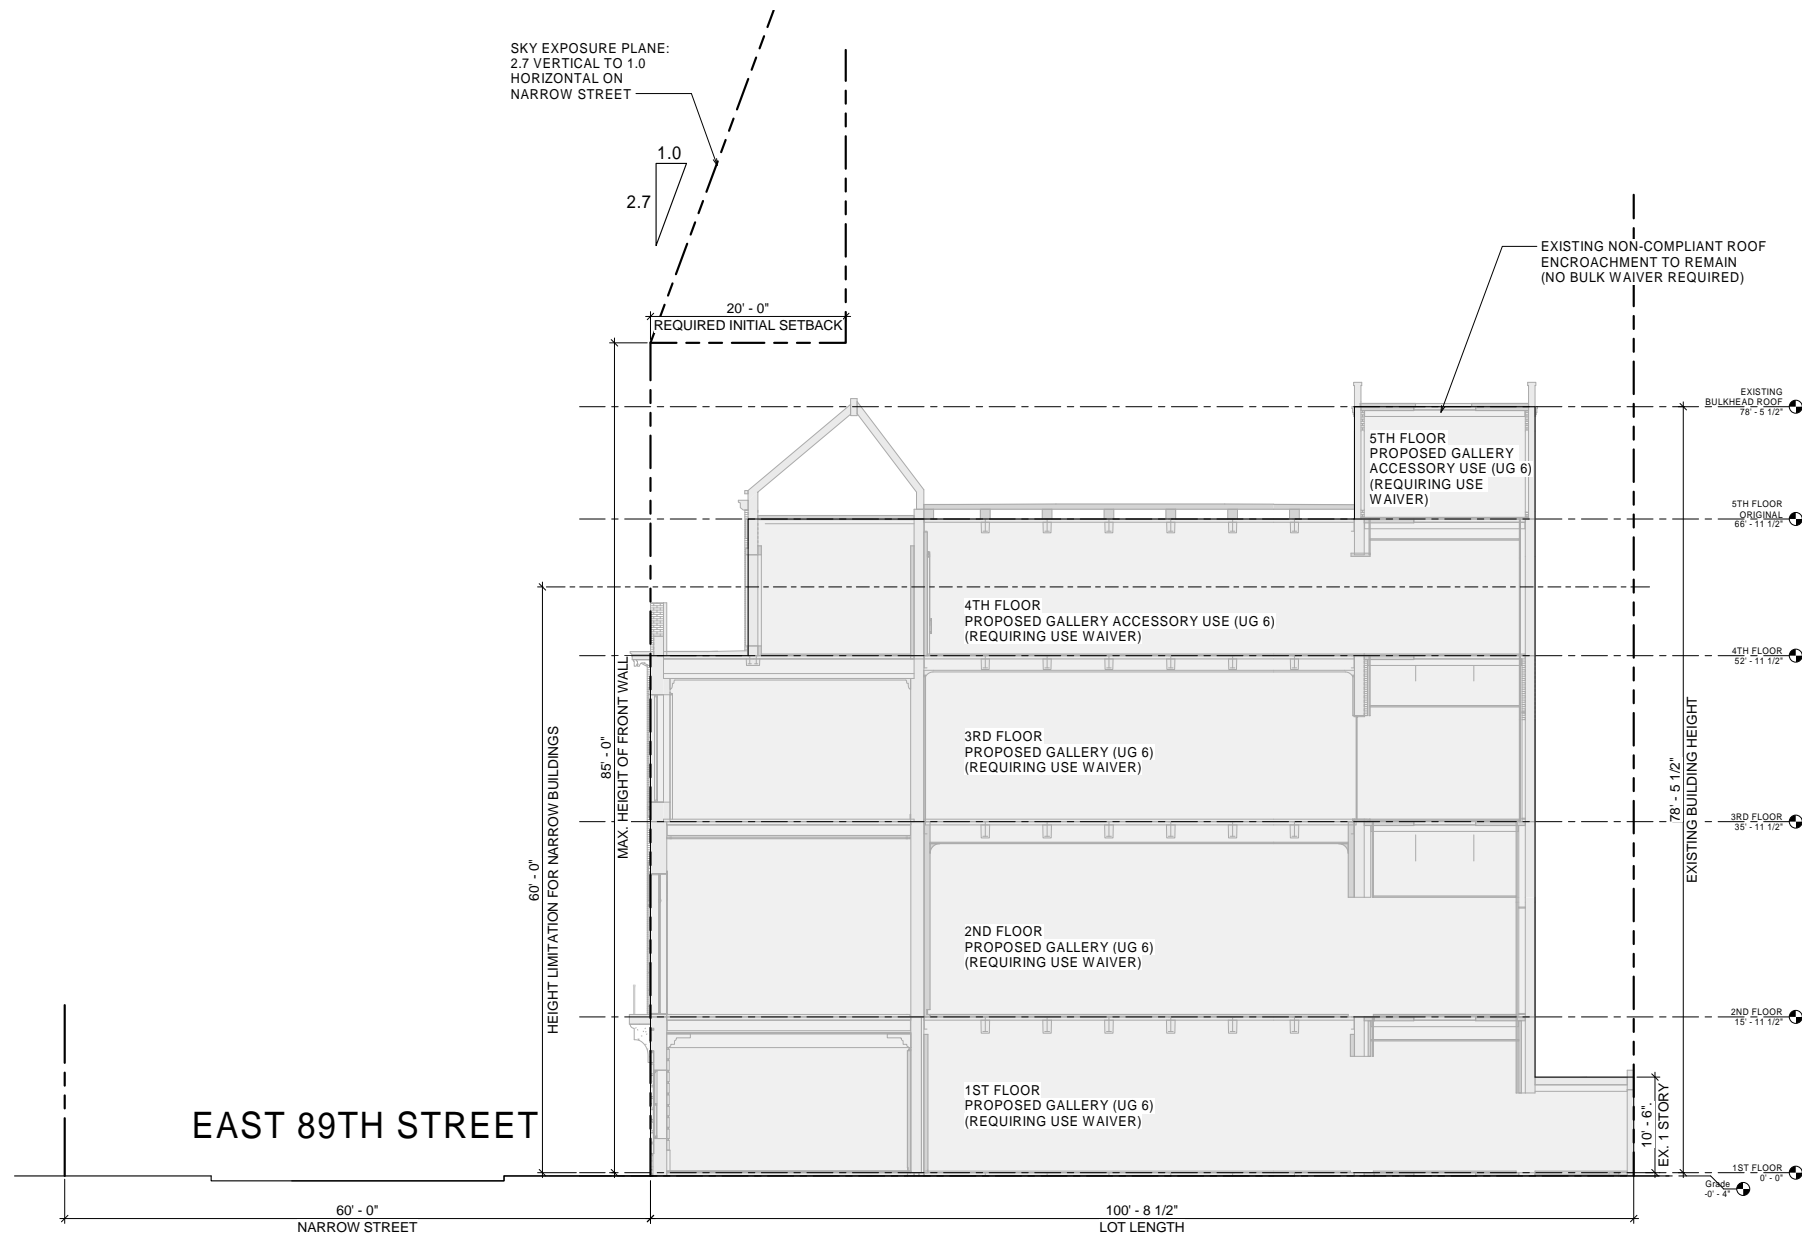 SKY EXPOSURE PLANE:
2.7 VERTICAL TO 1.0
HORIZONTAL ON
NARROW STREET
1.0
2.7
20' - 0"
REQUIRED INITIAL SETBACK
EXISTING NON-COMPLIANT ROOF
ENCROACHMENT TO REMAIN
(NO BULK WAIVER REQUIRED)
EXISTING
BULKHEAD ROOF
78' - 5 1/2"
5TH FLOOR
PROPOSED GALLERY
ACCESSORY USE (UG 6)
(REQUIRING USE
WAIVER)
5TH FLOOR
ORIGINAL
66' - 11 1/2"
4TH FLOOR
PROPOSED GALLERY ACCESSORY USE (UG 6)
(REQUIRING USE WAIVER)
4TH FLOOR
52' - 11 1/2"
60' - 0"
HEIGHT LIMITATION FOR NARROW BUILDINGS
85' - 0"
MAX. HEIGHT OF FRONT WALL
3RD FLOOR
PROPOSED GALLERY (UG 6)
(REQUIRING USE WAIVER)
78' - 5 1/2"
EXISTING BUILDING HEIGHT
3RD FLOOR
35' - 11 1/2"
2ND FLOOR
PROPOSED GALLERY (UG 6)
(REQUIRING USE WAIVER)
2ND FLOOR
15' - 11 1/2"
1ST FLOOR
PROPOSED GALLERY (UG 6)
(REQUIRING USE WAIVER)
10' - 6".
EX. 1 STORY
EAST 89TH STREET
1ST FLOOR
0' - 0"
Grade
-0' - 4"
60' - 0"
NARROW STREET
100' - 8 1/2"
LOT LENGTH